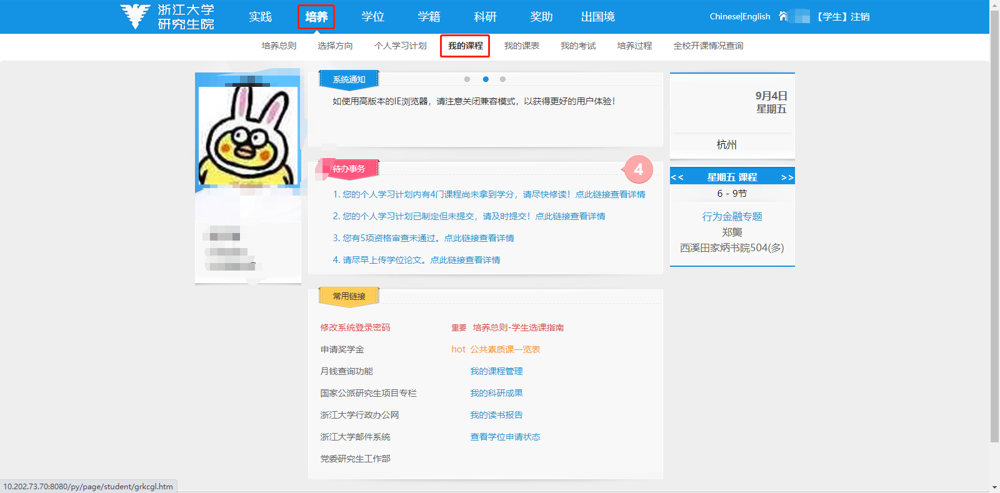 浙江大学
研究生院
实践 培养 学位 学籍 科研 奖助 出国境
Chinese|English 【学生】注销
培养总则 选择方向 个人学习计划 我的课程 我的课表 我的考试 培养过程 全校开课情况查询
系统通知
如使用高版本的IE浏览器，请注意关闭兼容模式，以获得更好的用户体验！
待办事务
4
1. 您的个人学习计划内有4门课程尚未拿到学分，请尽快修读！点此链接查看详情
2. 您的个人学习计划已制定但未提交，请及时提交！点此链接查看详情
3. 您有5项资格审查未通过。点此链接查看详情
4. 请尽早上传学位论文。点此链接查看详情
常用链接
修改系统登录密码 重要 培养总则-学生选课指南
申请奖学金 hot 公共素质课一览表
月钱查询功能 我的课程管理
国家公派研究生项目专栏 我的科研成果
浙江大学行政办公网 我的读书报告
浙江大学邮件系统 查看学位申请状态
党委研究生工作部
9月4日
星期五
杭州
<< 星期五 课程 >>
6 - 9节
行为金融专题
郑龑
西溪田家炳书院504(多)
10.202.73.70:8080/py/page/student/grkcgl.htm